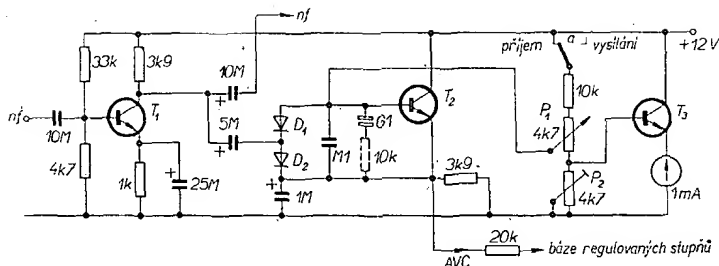 nf
příjem a vysílání
+12V
33k
3k9
10M
T1
5M
D1
D2
M1
G1
10k
T2
10k
P1
4k7
T3
nf
10M
4k7
1k
25M
1M
3k9
P2
4k7
1mA
AVC
20k
báze regulovaných stupňů